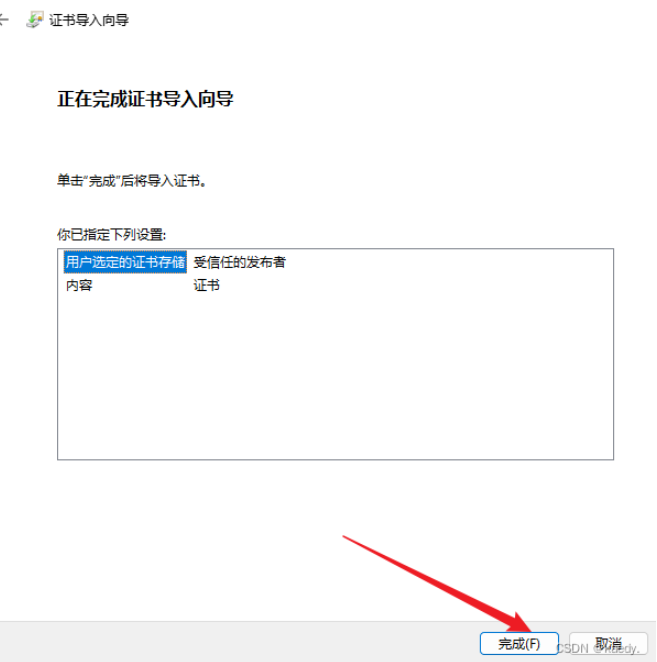 证书导入向导
正在完成证书导入向导
单击"完成"后将导入证书。
你已指定下列设置:
用户选定的证书存储 受信任的发布者
内容 证书
完成(F) 取消